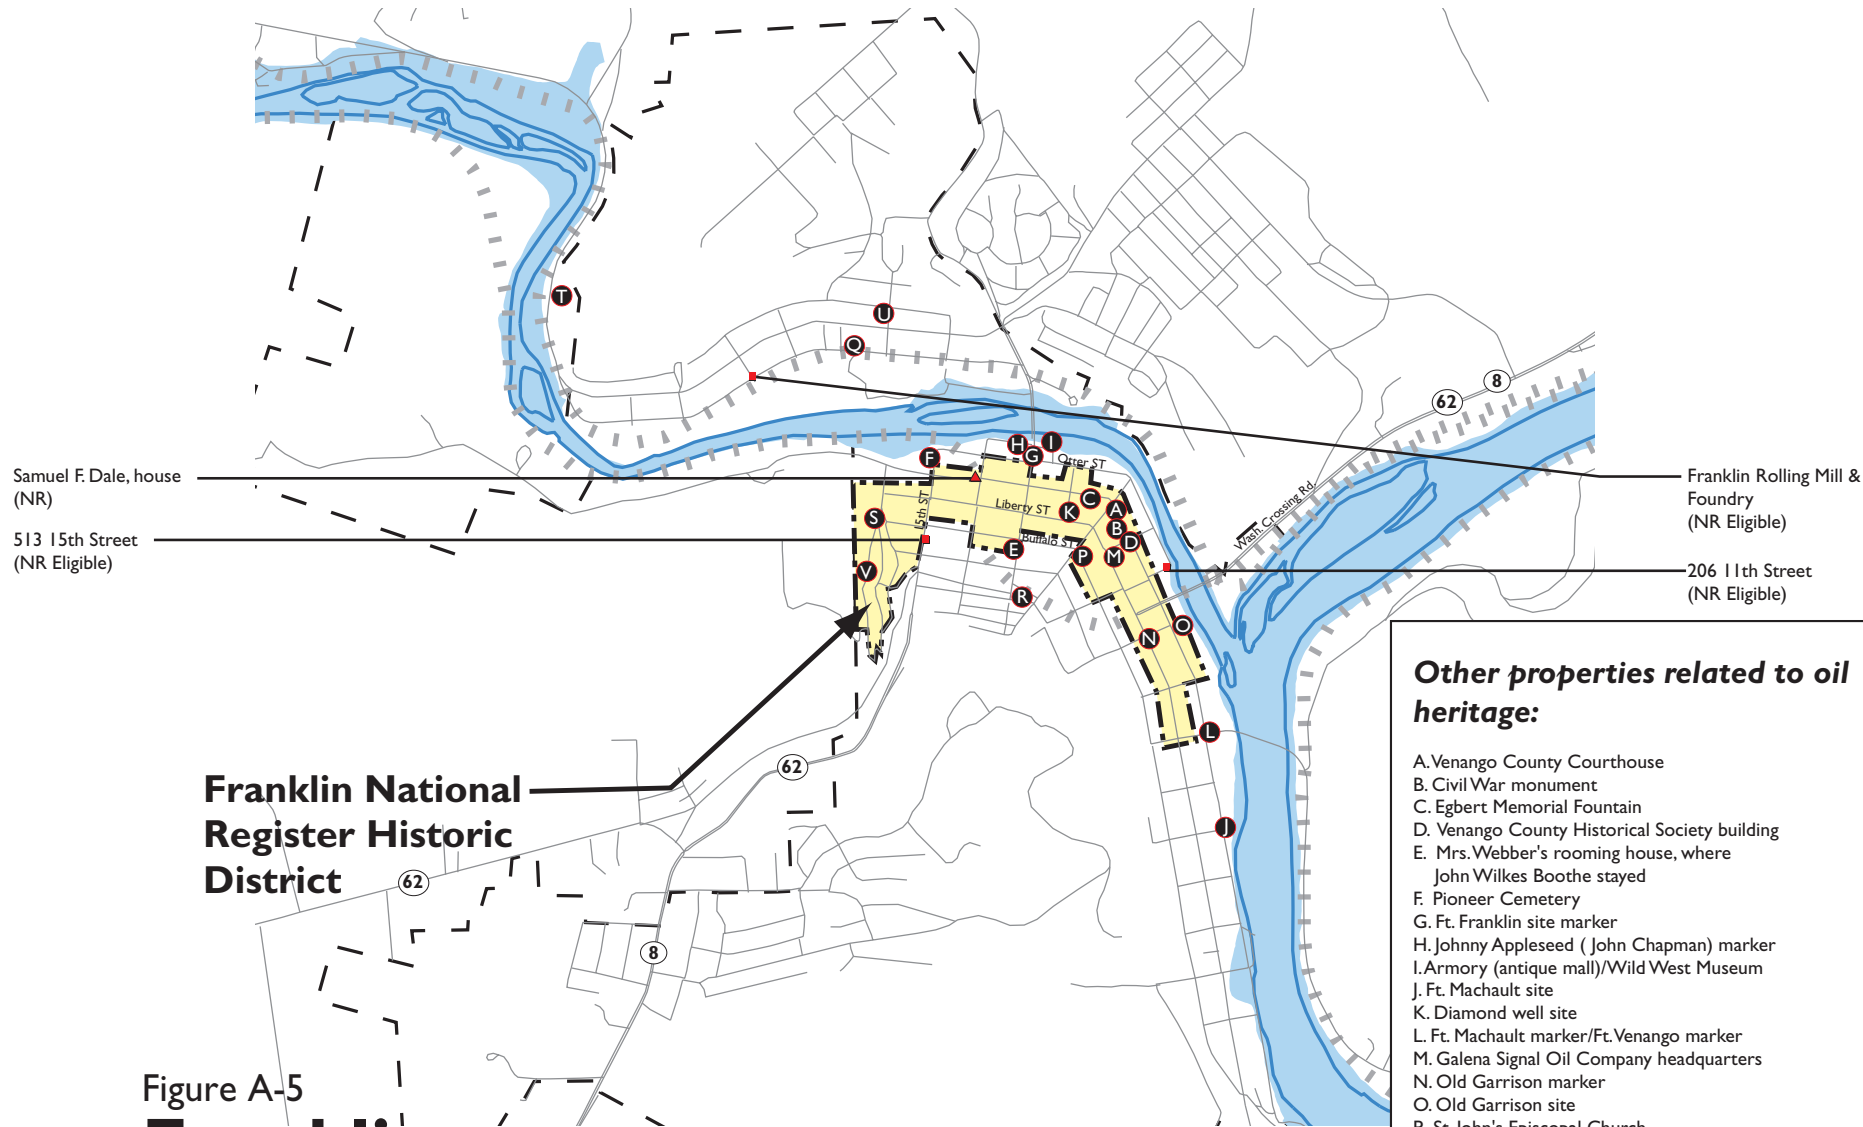 T
U
Q
8
62
H
I
G
Otter ST
F
Samuel F. Dale, house
(NR)
Franklin Rolling Mill &
Foundry
(NR Eligible)
15th ST
Liberty ST
C
K
A
S
B
Wash. Crossing Rd.
513 15th Street
(NR Eligible)
Buffalo ST
D
E
P
M
V
206 11th Street
(NR Eligible)
R
O
N
L
62
J
Franklin National
Register Historic
District
62
8
Other properties related to oil
heritage:
A. Venango County Courthouse
B. Civil War monument
C. Egbert Memorial Fountain
D. Venango County Historical Society building
E. Mrs. Webber's rooming house, where
John Wilkes Boothe stayed
F. Pioneer Cemetery
G. Ft. Franklin site marker
H. Johnny Appleseed ( John Chapman) marker
I. Armory (antique mall)/Wild West Museum
J. Ft. Machault site
K. Diamond well site
L. Ft. Machault marker/Ft. Venango marker
M. Galena Signal Oil Company headquarters
N. Old Garrison marker
O. Old Garrison site
P. St John's Episcopal Church
Figure A-5